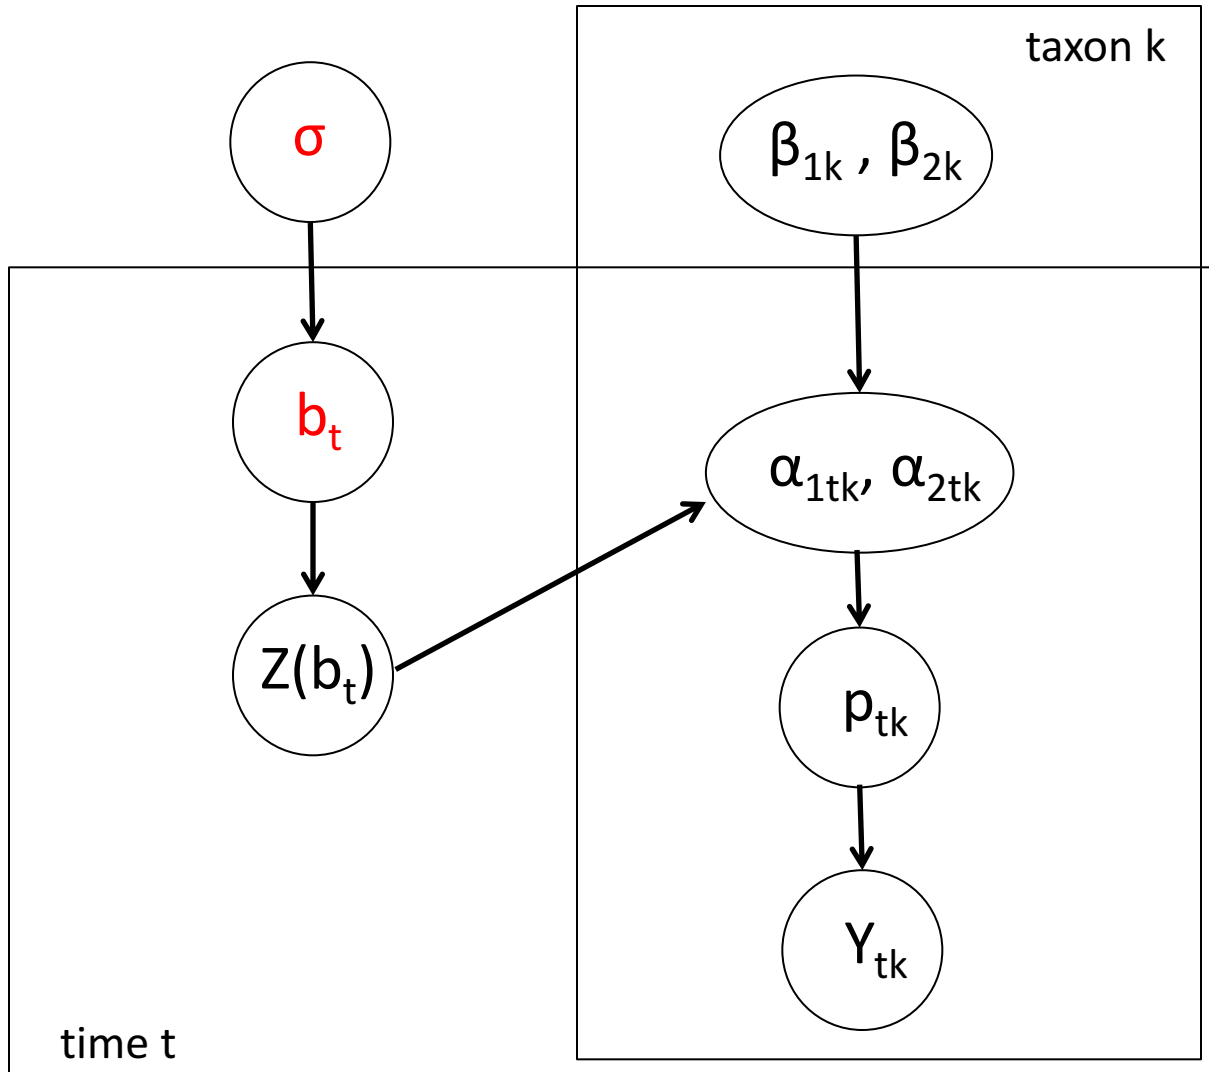 taxon k
σ
β₁ₖ , β₂ₖ
bₜ
α₁ₜₖ, α₂ₜₖ
Z(bₜ)
pₜₖ
Yₜₖ
time t